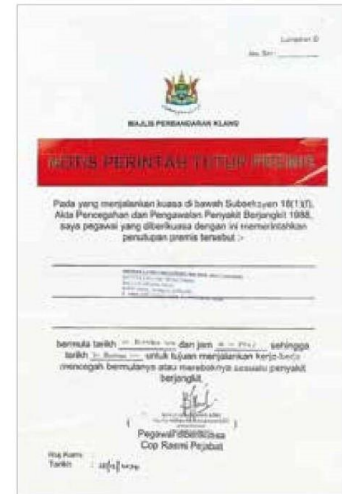 Lampiran D
No. Siri :
MAJLIS PERBANDARAN KLANG
NOTIS PERINTAH TUTUP PREMIS
Pada yang menjalankan kuasa di bawah Subseksyen 18(1)(f),
Akta Pencegahan dan Pengawalan Penyakit Berjangkit 1988,
saya pegawai yang diberikuasa dengan ini memerintahkan
penutupan premis tersebut :-
bermula tarikh dan jam sehingga
tarikh untuk tujuan menjalankan kerja-kerja
mencegah bermulanya atau merebaknya sesuatu penyakit
berjangkit.
( )
Pegawai diberikuasa
Cop Rasmi Pejabat
Ruj Kami :
Tarikh :